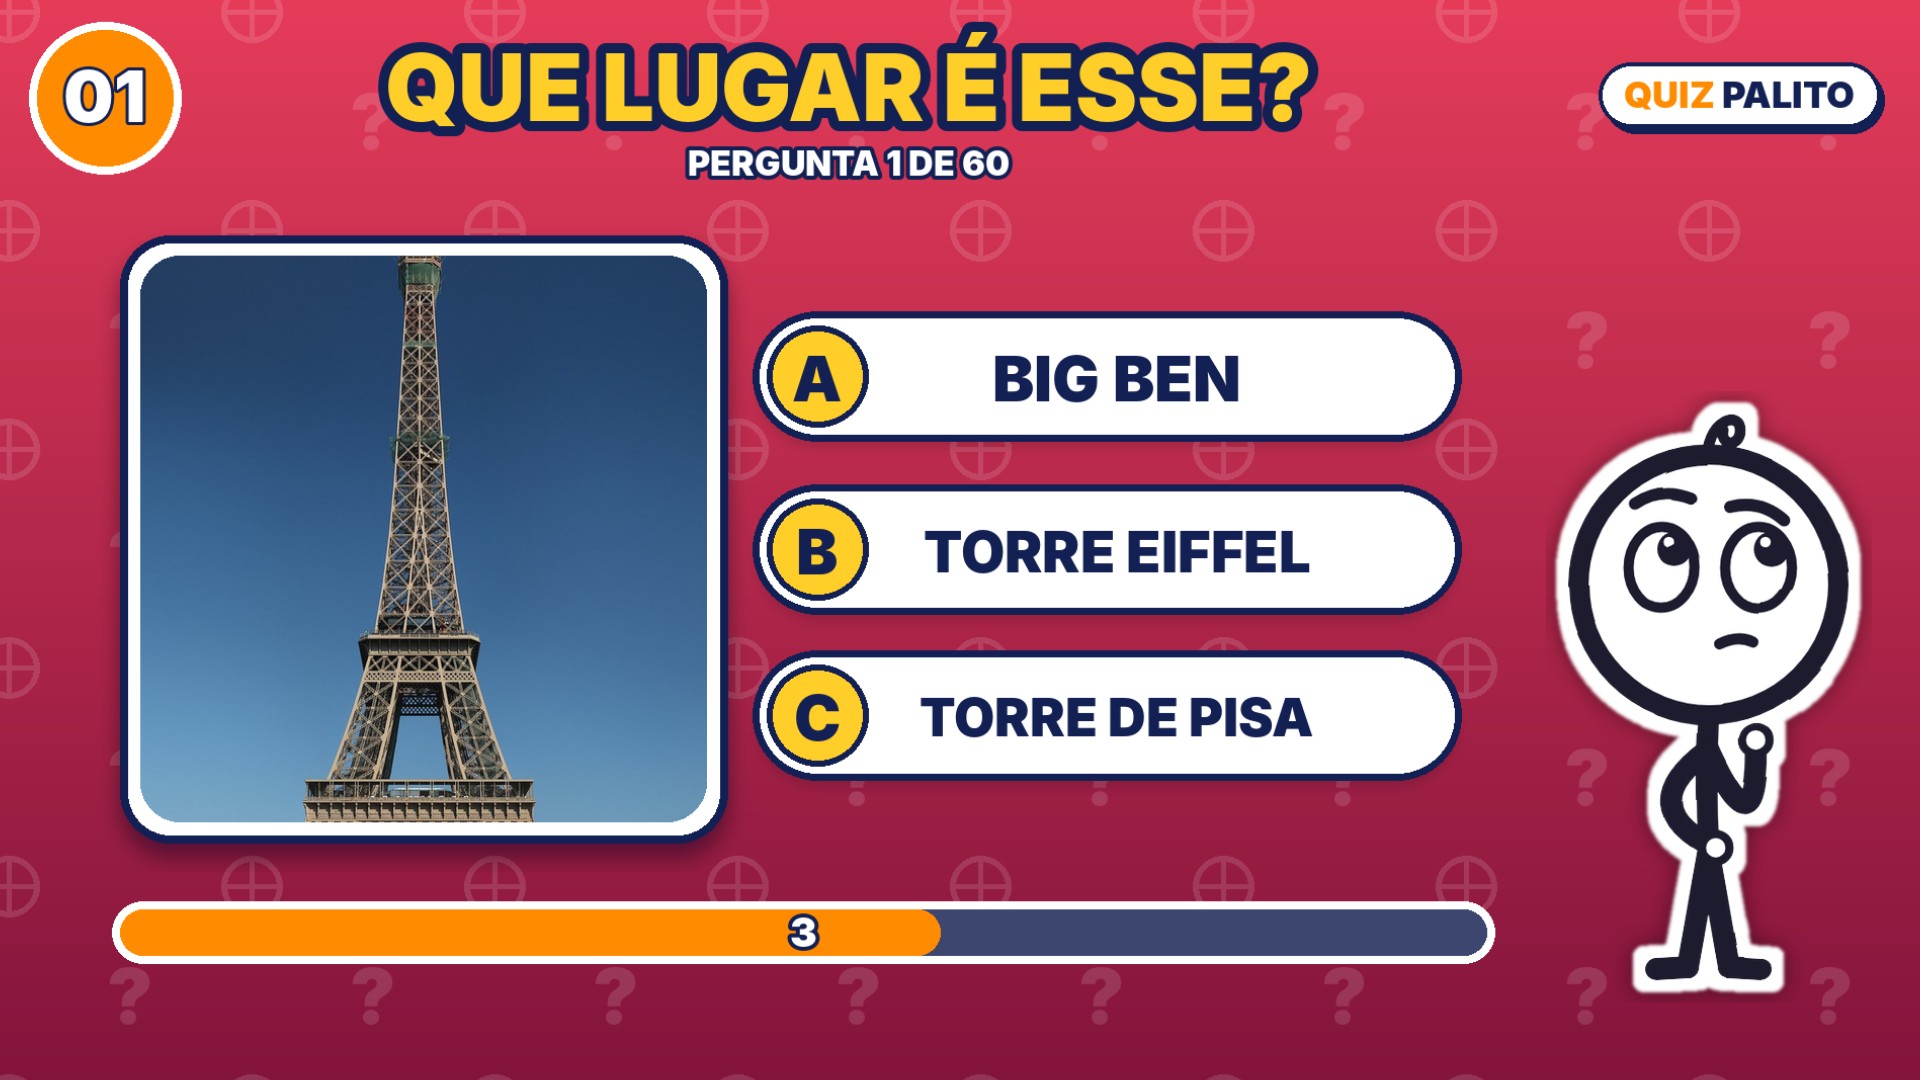 01
QUE LUGAR É ESSE?
QUIZ PALITO
PERGUNTA 1 DE 60
A BIG BEN
B TORRE EIFFEL
C TORRE DE PISA
3